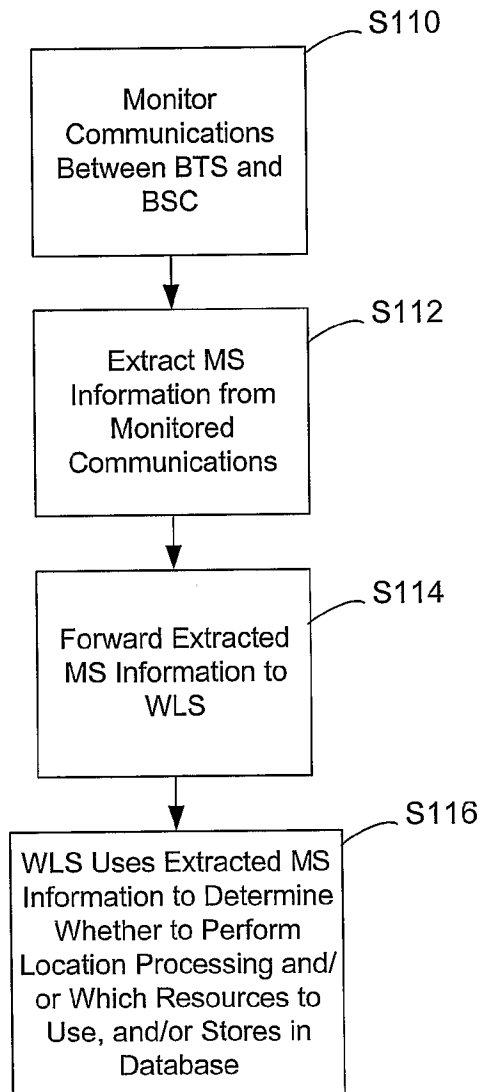 S110
Monitor
Communications
Between BTS and
BSC
S112
Extract MS
Information from
Monitored
Communications
S114
Forward Extracted
MS Information to
WLS
S116
WLS Uses Extracted MS
Information to Determine
Whether to Perform
Location Processing and/
or Which Resources to
Use, and/or Stores in
Database